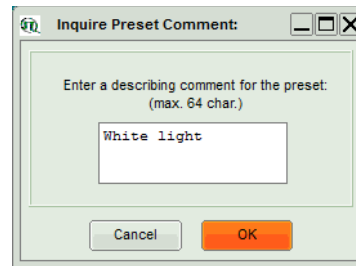 Inquire Preset Comment:
Enter a describing comment for the preset:
(max. 64 char.)
White light
Cancel
OK